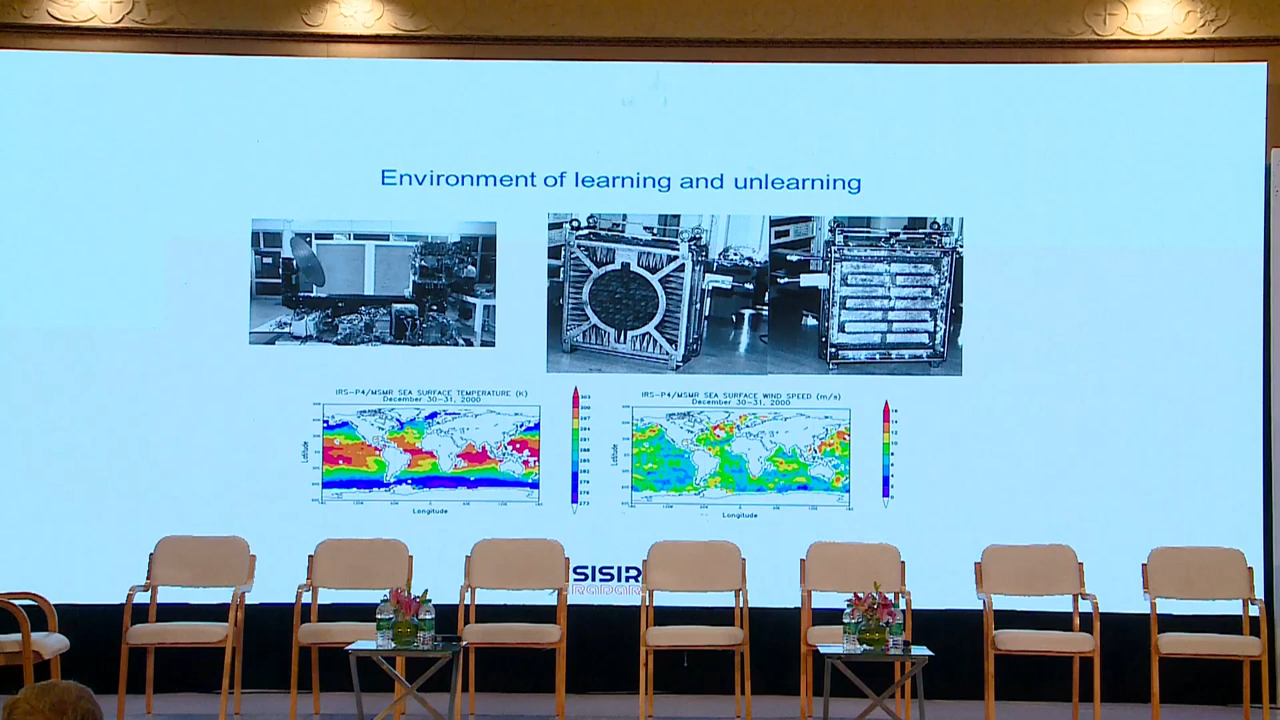 Environment of learning and unlearning
IRS-P4/MSMR SEA SURFACE TEMPERATURE (K)
December 30-31, 2000
Latitude
Longitude
IRS-P4/MSMR SEA SURFACE WIND SPEED (m/s)
December 30-31, 2000
Latitude
Longitude
SISIR
RADAR